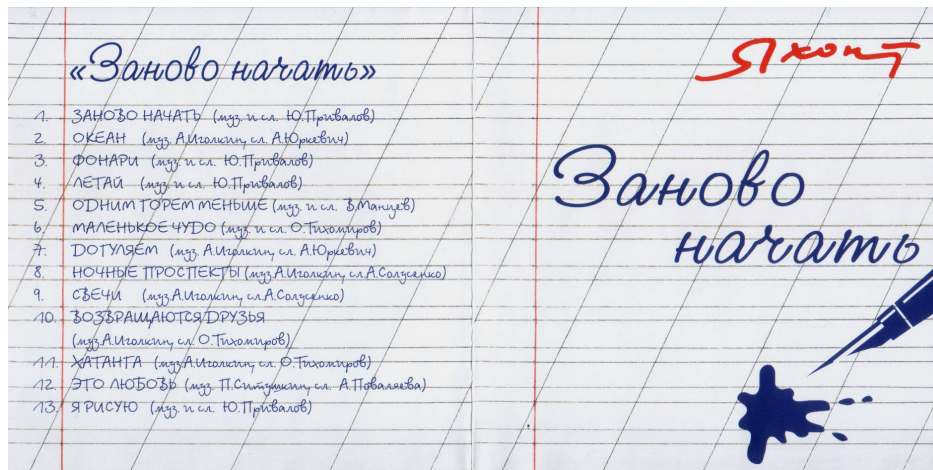 «Заново начать»
1. ЗАНОВО НАЧАТЬ (муз. и сл. Ю.Привалов)
2. ОКЕАН (муз. А.Иголкин, сл. А.Юркевич)
3. ФОНАРИ (муз. и сл. Ю.Привалов)
4. ЛЕТАЙ (муз. и сл. Ю.Привалов)
5. ОДНИМ ГОРЕМ МЕНЬШЕ (муз. и сл. В.Манцев)
6. МАЛЕНЬКОЕ ЧУДО (муз. и сл. О.Тихомиров)
7. ДОГУЛЯЕМ (муз. А.Иголкин, сл. А.Юркевич)
8. НОЧНЫЕ ПРОСПЕКТЫ (муз.А.Иголкин, сл.А.Солусенко)
9. СВЕЧИ (муз.А.Иголкин, сл.А.Солусенко)
10. ВОЗВРАЩАЮТСЯ ДРУЗЬЯ
(муз.А.Иголкин, сл. О.Тихомиров)
11. ХАТАНГА (муз.А.Иголкин, сл. О.Тихомиров)
12. ЭТО ЛЮБОВЬ (муз. П.Ситушкин, сл. А.Поваляева)
13. Я РИСУЮ (муз. и сл. Ю.Привалов)
Яхонт
Заново
начать